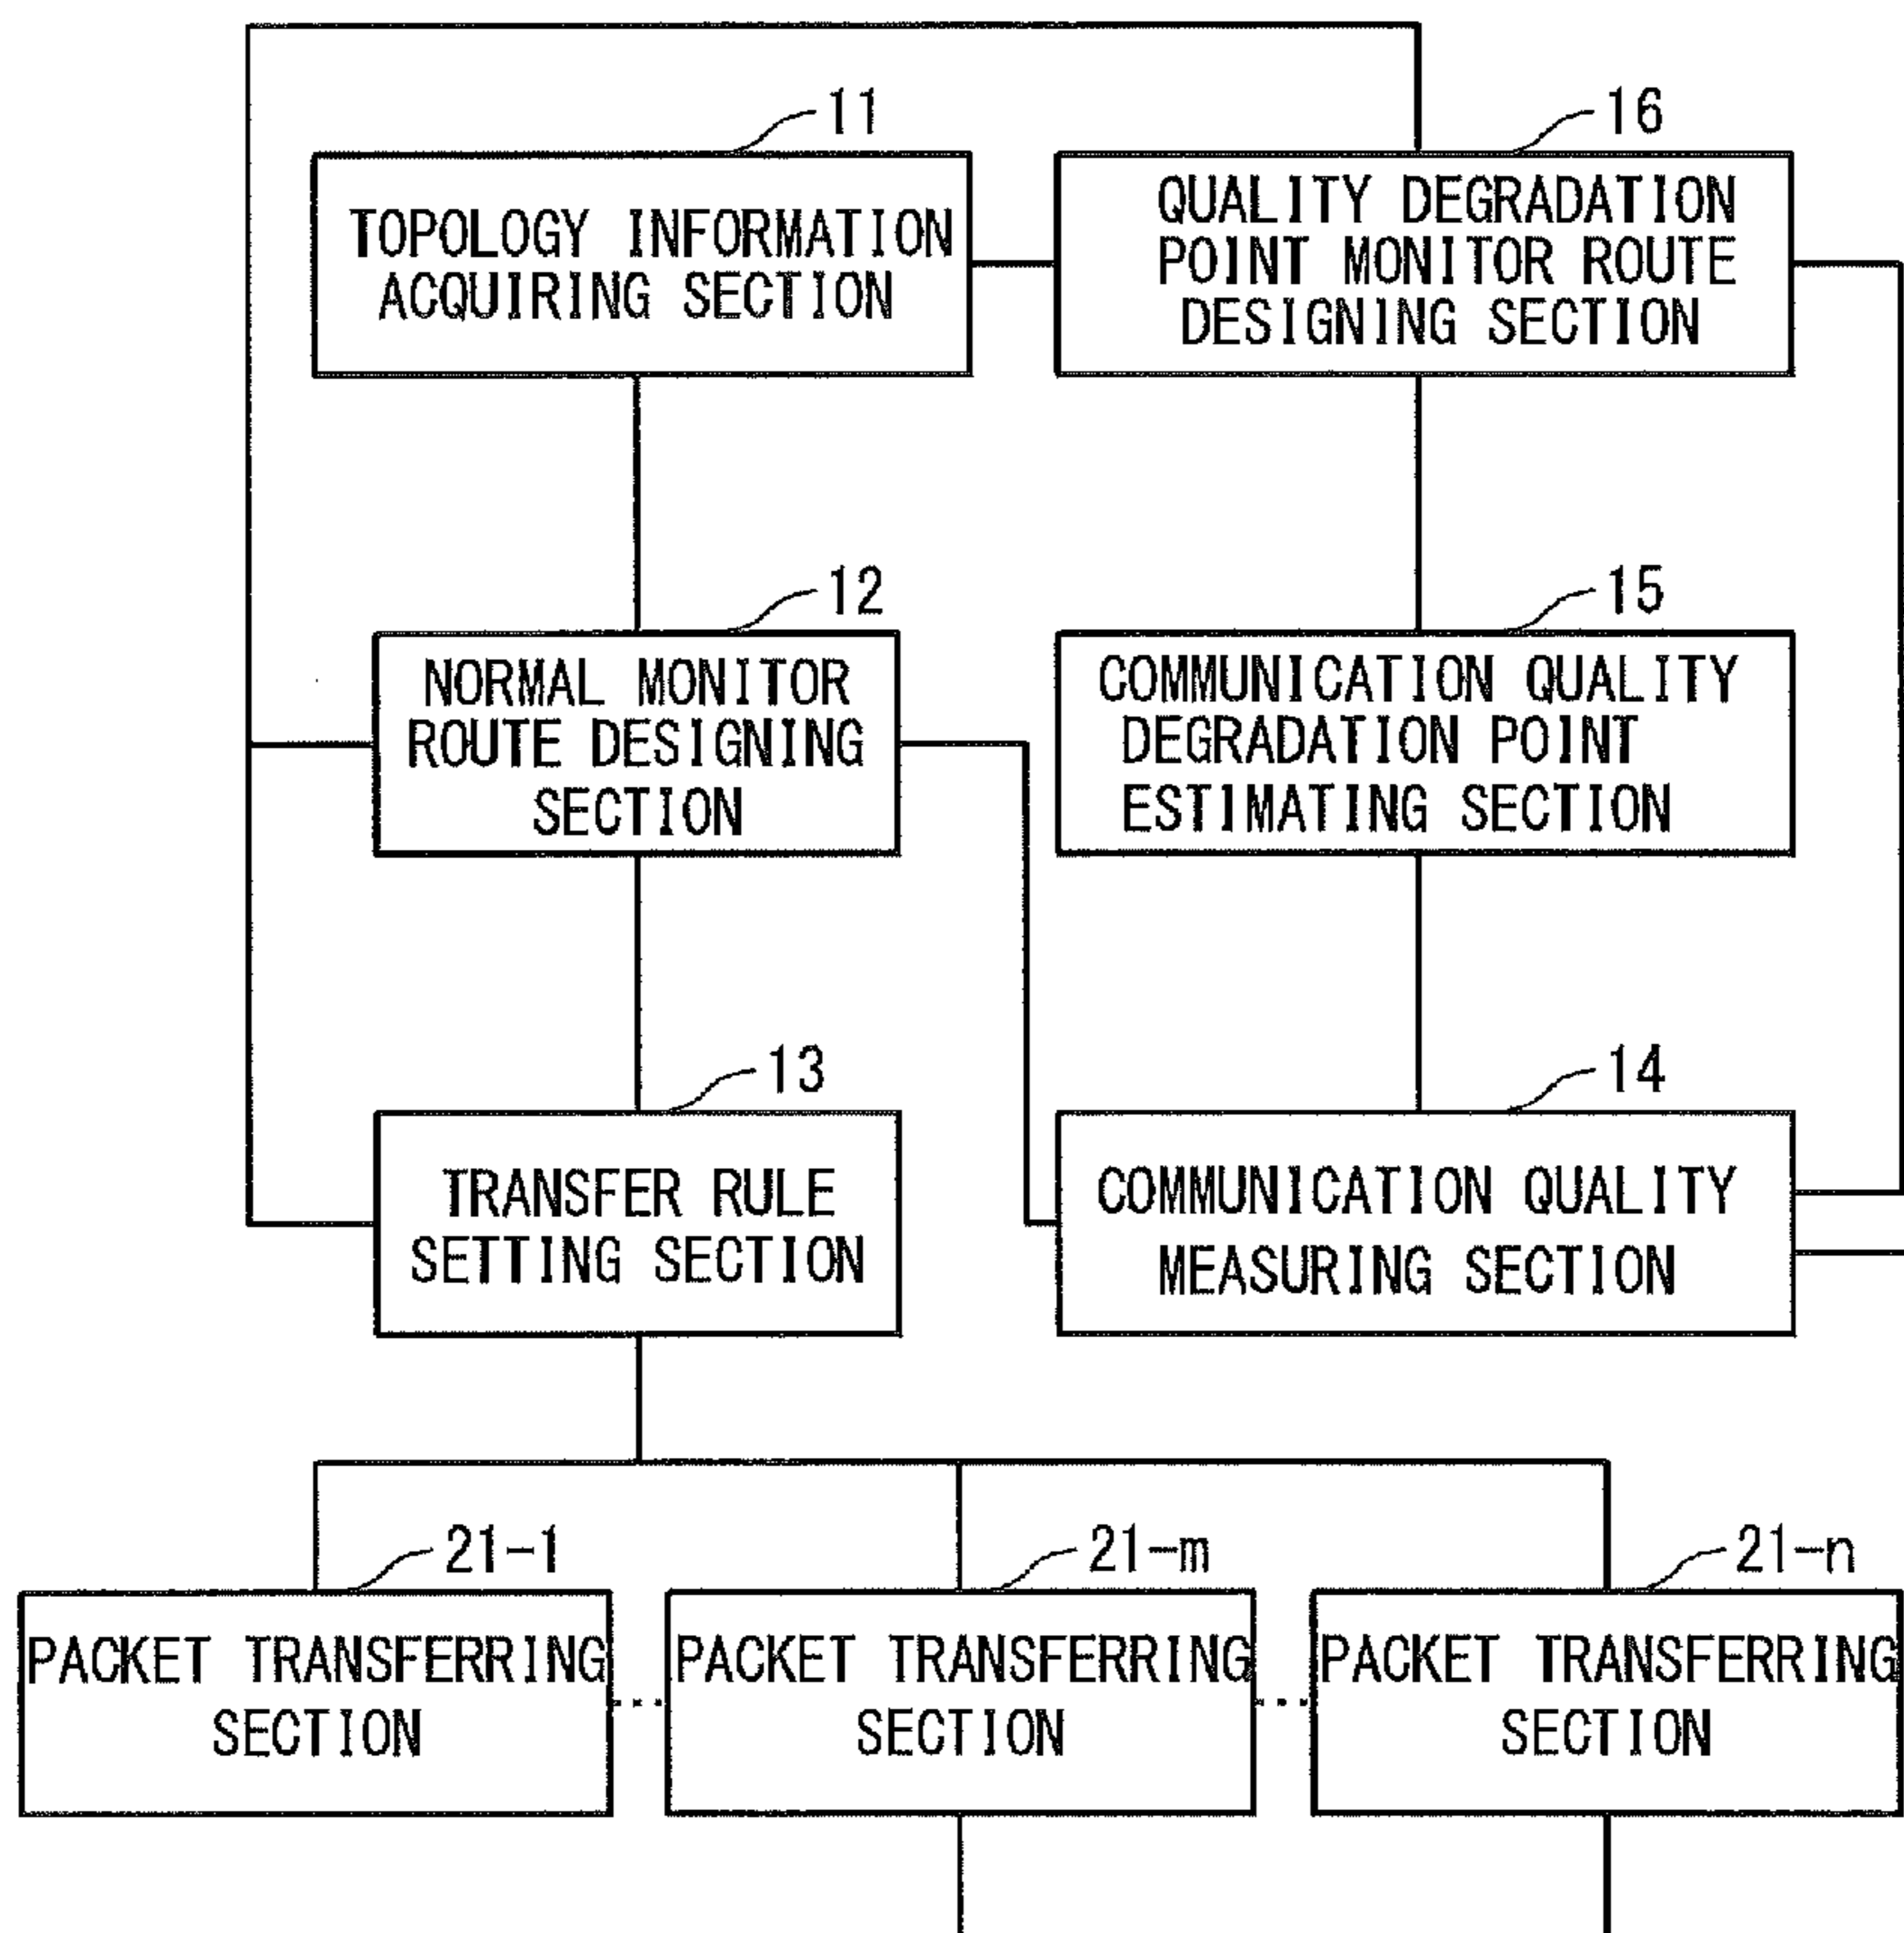 11
TOPOLOGY INFORMATION
ACQUIRING SECTION
16
QUALITY DEGRADATION
POINT MONITOR ROUTE
DESIGNING SECTION
12
NORMAL MONITOR
ROUTE DESIGNING
SECTION
15
COMMUNICATION QUALITY
DEGRADATION POINT
ESTIMATING SECTION
13
TRANSFER RULE
SETTING SECTION
14
COMMUNICATION QUALITY
MEASURING SECTION
21-1
PACKET TRANSFERRING
SECTION
21-m
PACKET TRANSFERRING
SECTION
21-n
PACKET TRANSFERRING
SECTION